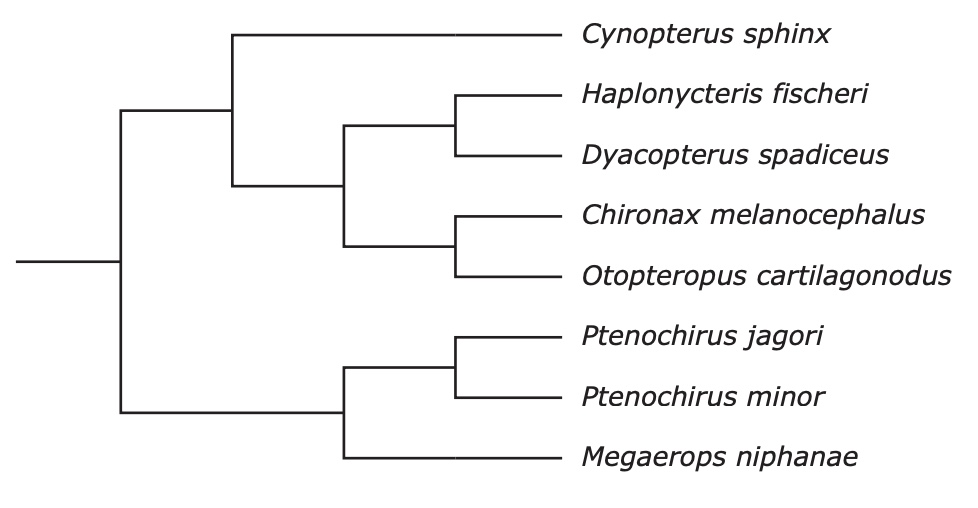 Cynopterus sphinx
Haplonycteris fischeri
Dyacopterus spadiceus
Chironax melanocephalus
Otopteropus cartilagonodus
Ptenochirus jagori
Ptenochirus minor
Megaerops niphanae